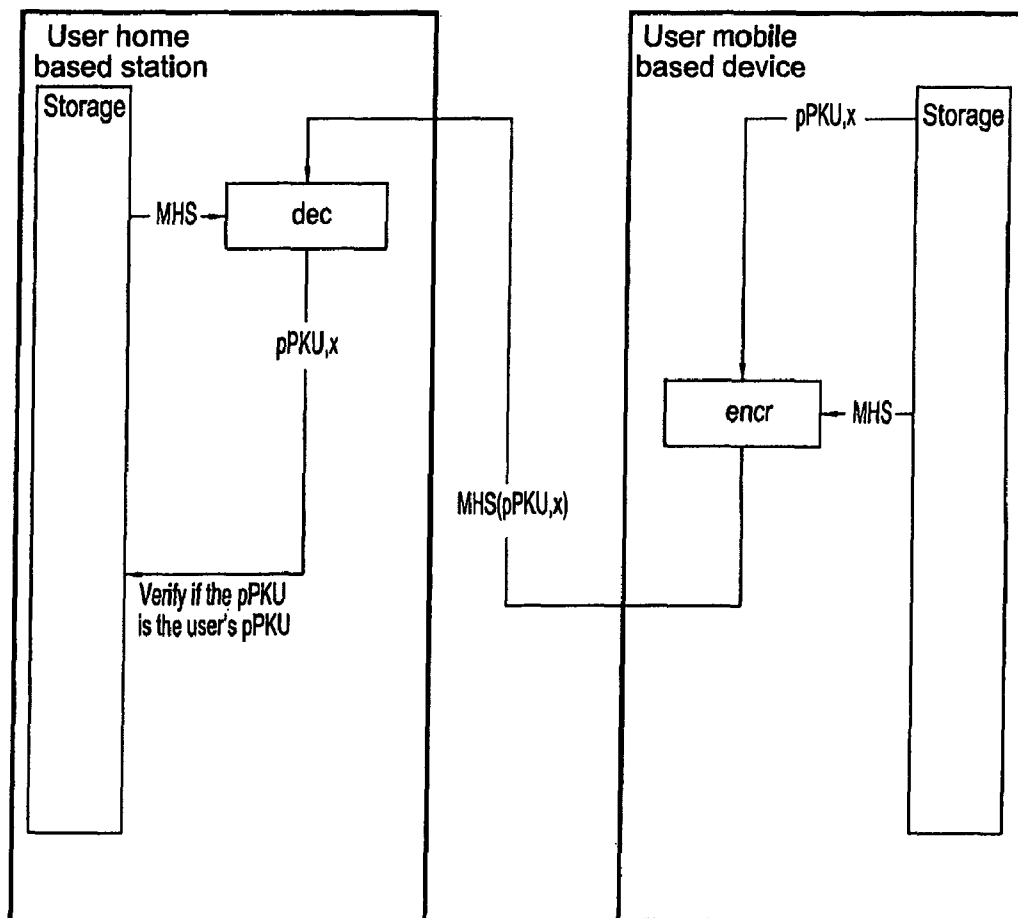 User home
based station
Storage
MHS
dec
pPKU,x
Verify if the pPKU
is the user's pPKU
MHS(pPKU,x)
User mobile
based device
pPKU,x
Storage
encr
MHS